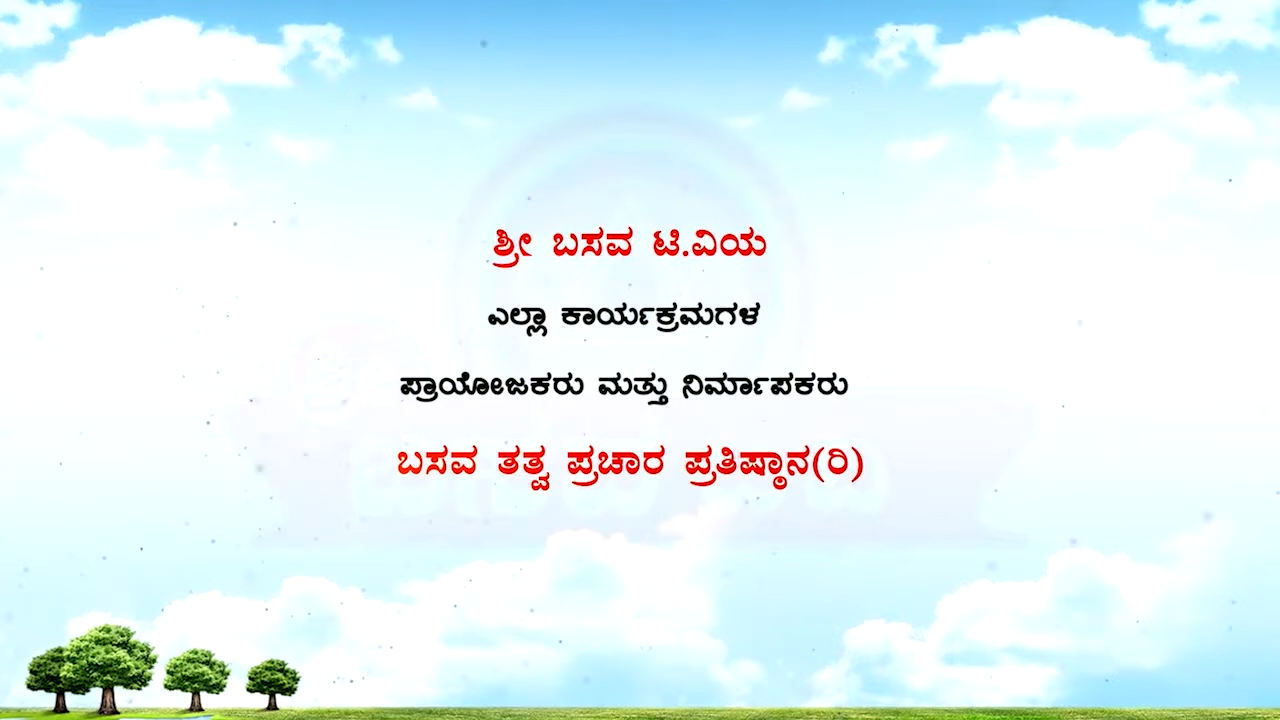 ಶ್ರೀ ಬಸವ ಟಿ.ವಿಯ
ಎಲ್ಲಾ ಕಾರ್ಯಕ್ರಮಗಳ
ಪ್ರಾಯೋಜಕರು ಮತ್ತು ನಿರ್ಮಾಪಕರು
ಬಸವ ತತ್ವ ಪ್ರಚಾರ ಪ್ರತಿಷ್ಠಾನ(ರಿ)